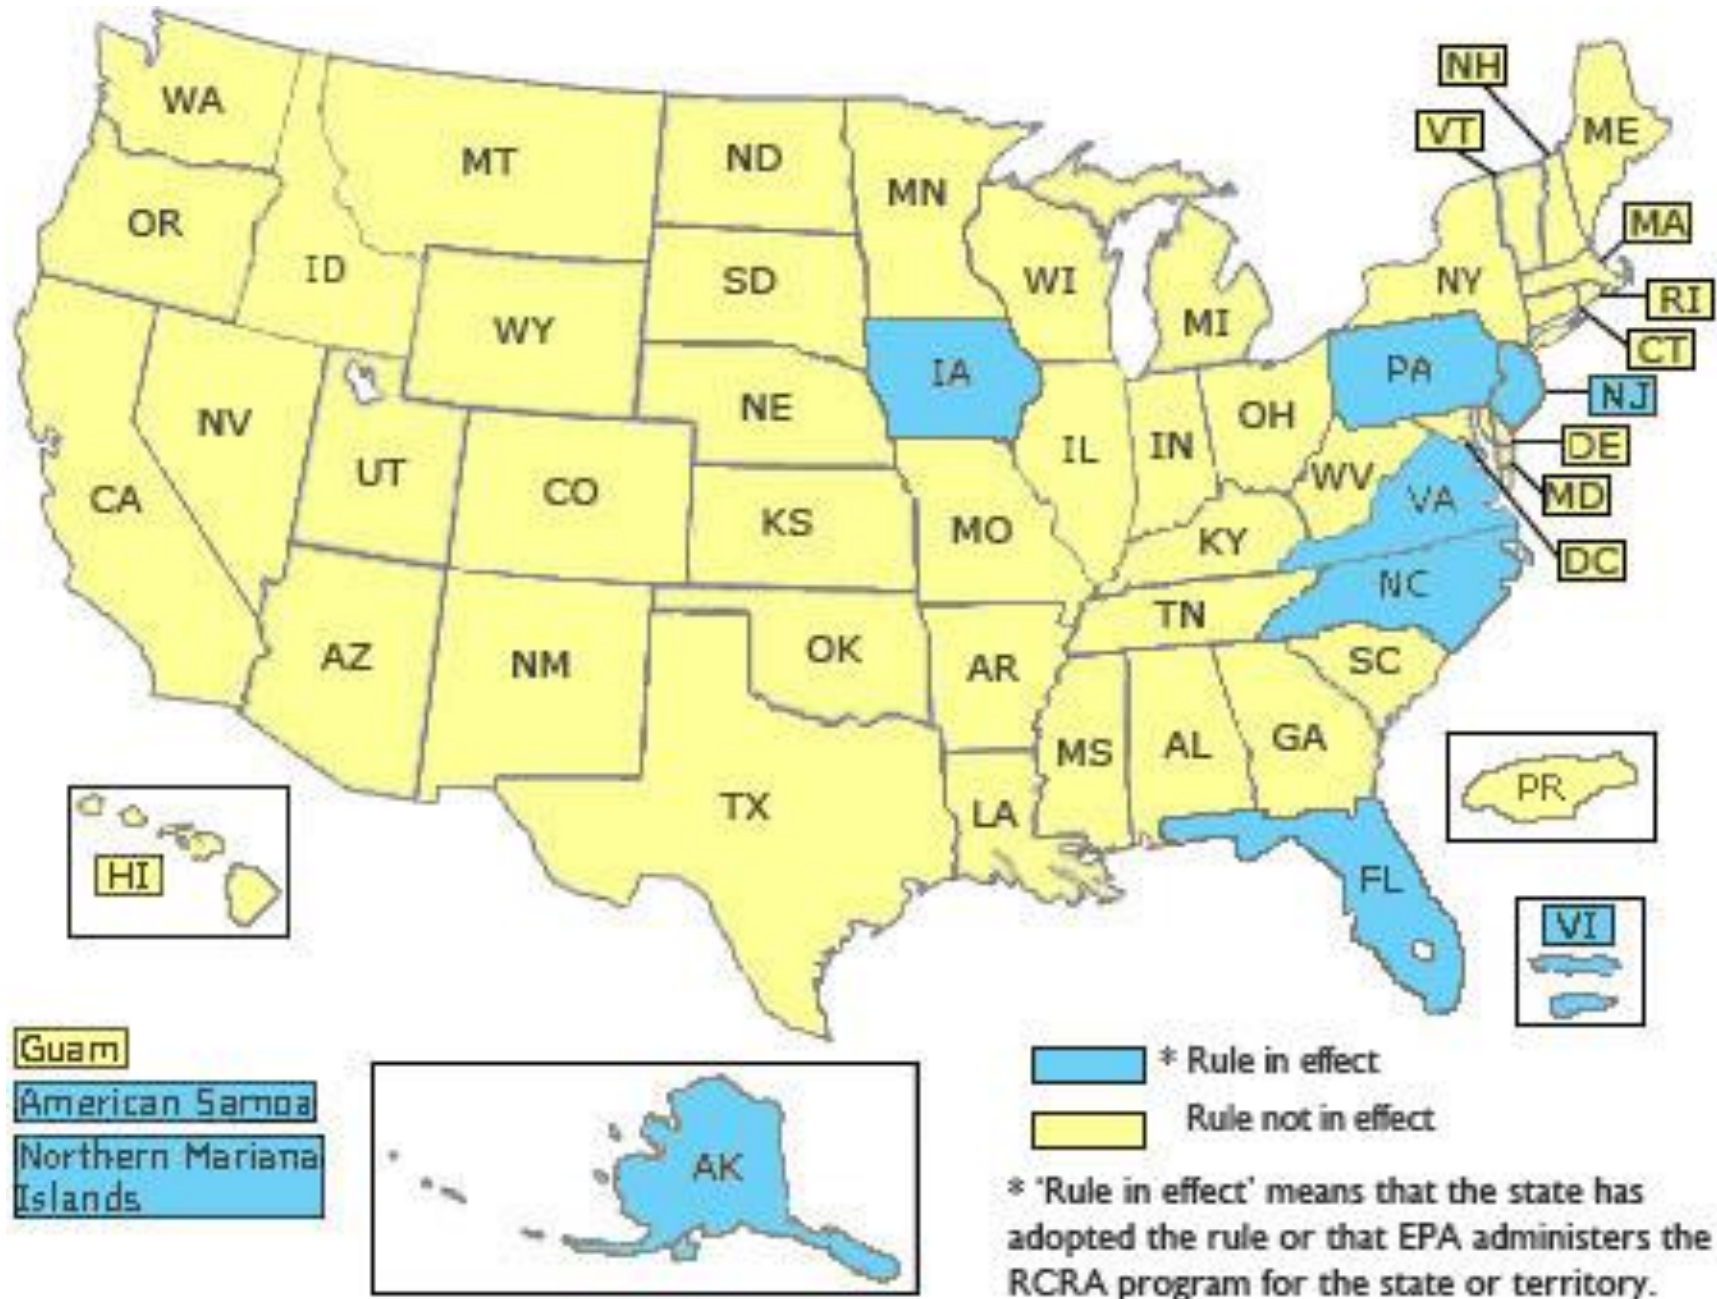 WA
MT
ND
MN
NH
VT
ME
OR
ID
SD
WI
MI
NY
MA
RI
CT
WY
IA
PA
NJ
NV
UT
CO
NE
IL
IN
OH
WV
VA
DE
MD
DC
CA
KS
MO
KY
NC
TN
AZ
NM
OK
AR
SC
TX
LA
MS
AL
GA
PR
FL
HI
VI
Guam
American Samoa
Northern Mariana
Islands
AK
* Rule in effect
Rule not in effect
* 'Rule in effect' means that the state has
adopted the rule or that EPA administers the
RCRA program for the state or territory.